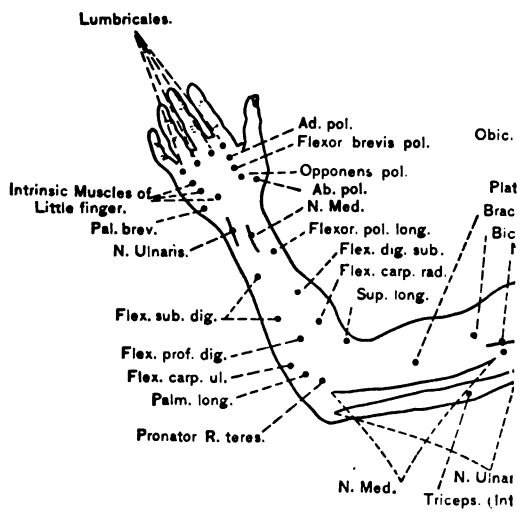 Lumbricales.
Ad. pol.
Flexor brevis pol.
Obic.
Opponens pol.
Ab. pol.
Intrinsic Muscles of
Little finger.
N. Med.
Plat
Pal. brev.
Brac
Flexor. pol. long.
Bic
N. Ulnaris.
Flex. dig. sub.
N
Flex. carp. rad.
Sup. long.
Flex. sub. dig.
Flex. prof. dig.
Flex. carp. ul.
Palm. long.
Pronator R. teres.
N. Med.
N. Ulnar
Triceps. (Int